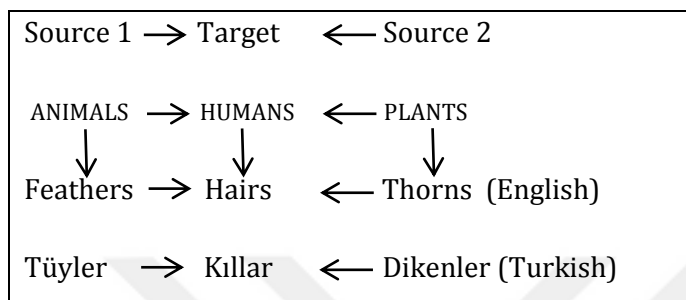 Source 1 → Target ← Source 2
ANIMALS → HUMANS ← PLANTS
Feathers → Hairs ← Thorns (English)
Tüyler → Kıllar ← Dikenler (Turkish)